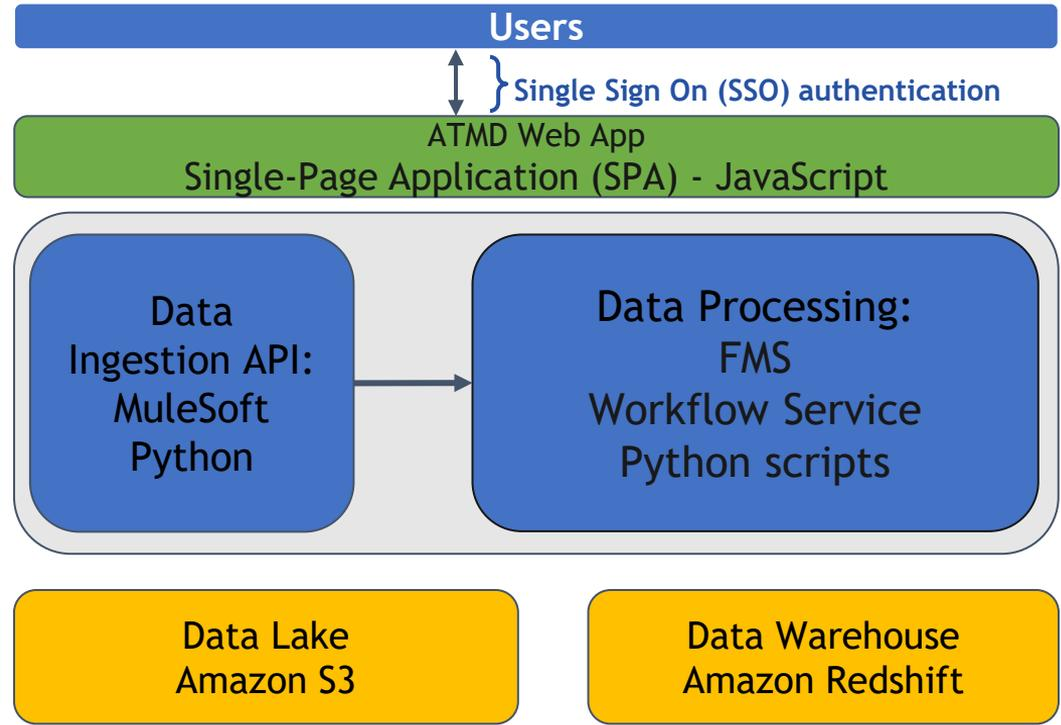 Users
Single Sign On (SSO) authentication
ATMD Web App
Single-Page Application (SPA) - JavaScript
Data
Ingestion API:
MuleSoft
Python
Data Processing:
FMS
Workflow Service
Python scripts
Data Lake
Amazon S3
Data Warehouse
Amazon Redshift